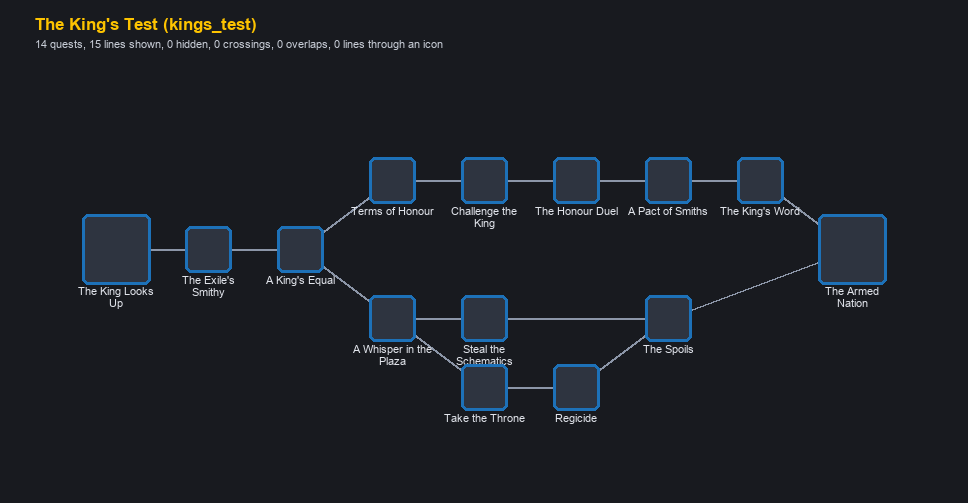 The King's Test (kings_test)
14 quests, 15 lines shown, 0 hidden, 0 crossings, 0 overlaps, 0 lines through an icon
Terms of Honour
Challenge the
King
The Honour Duel
A Pact of Smiths
The King's Word
The King Looks
Up
The Exile's
Smithy
A King's Equal
The Armed
Nation
A Whisper in the
Plaza
Steal the
Schematics
The Spoils
Take the Throne
Regicide